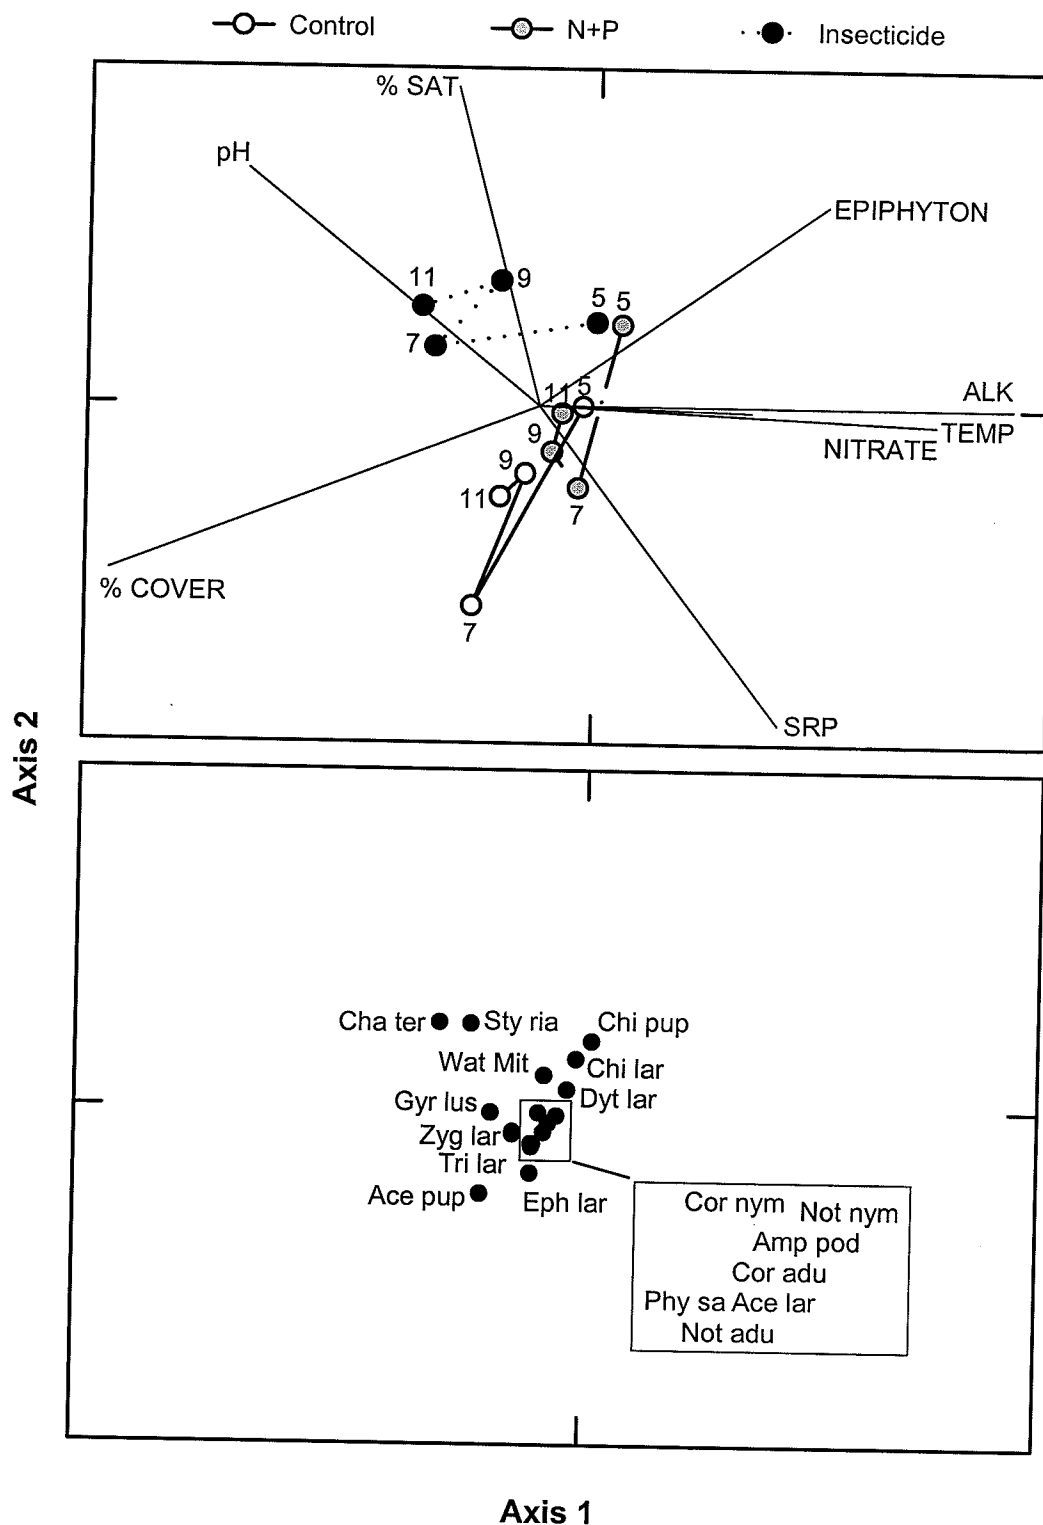 Control N+P Insecticide
% SAT
pH
EPIPHYTON
11 9
5 5
7
11 5
ALK
TEMP
NITRATE
9
9
11
7
% COVER
7
SRP
Axis 2
Cha ter Sty ria Chi pup
Wat Mit Chi lar
Gyr lus Dyt lar
Zyg lar
Tri lar
Ace pup Eph lar
Cor nym Not nym
Amp pod
Cor adu
Phy sa Ace lar
Not adu
Axis 1